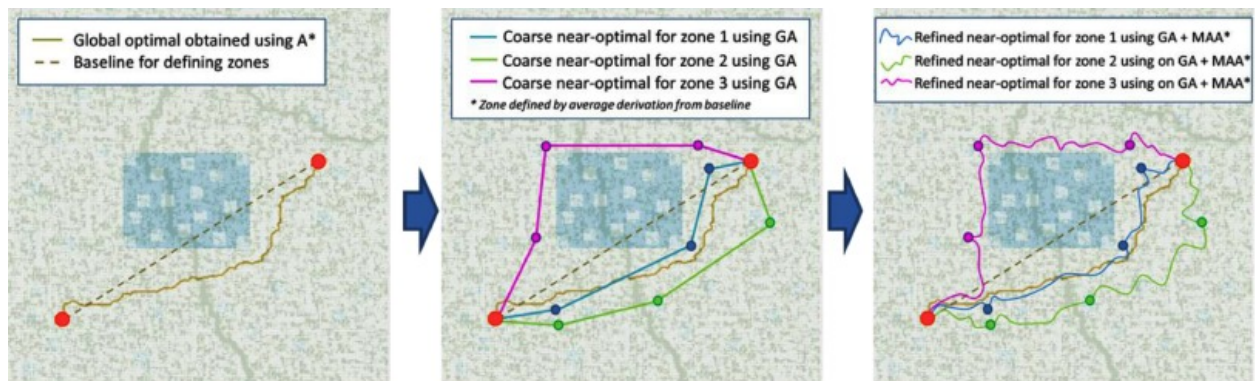 Global optimal obtained using A*
Baseline for defining zones
Coarse near-optimal for zone 1 using GA
Coarse near-optimal for zone 2 using GA
Coarse near-optimal for zone 3 using GA
* Zone defined by average derivation from baseline
Refined near-optimal for zone 1 using GA + MAA*
Refined near-optimal for zone 2 using on GA + MAA*
Refined near-optimal for zone 3 using on GA + MAA*